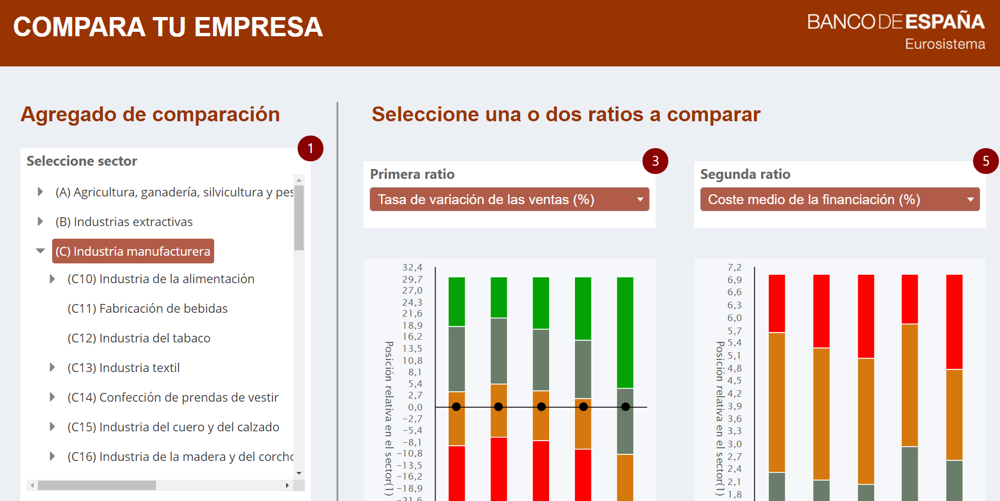 COMPARA TU EMPRESA
BANCO DE ESPAÑA
Eurosistema
Agregado de comparación
1
Seleccione sector
(A) Agricultura, ganadería, silvicultura y pes
(B) Industrias extractivas
(C) Industria manufacturera
(C10) Industria de la alimentación
(C11) Fabricación de bebidas
(C12) Industria del tabaco
(C13) Industria textil
(C14) Confección de prendas de vestir
(C15) Industria del cuero y del calzado
(C16) Industria de la madera y del corcho
Seleccione una o dos ratios a comparar
3
Primera ratio
Tasa de variación de las ventas (%)
Posición relativa en el sector(1)
32,4
29,7
27,0
24,3
21,6
18,9
16,2
13,5
10,8
8,1
5,4
2,7
0,0
−2,7
−5,4
−8,1
−10,8
−13,5
−16,2
−18,9
−21,6
5
Segunda ratio
Coste medio de la financiación (%)
Posición relativa en el sector(1)
7,2
6,9
6,6
6,3
6,0
5,7
5,4
5,1
4,8
4,5
4,2
3,9
3,6
3,3
3,0
2,7
2,4
2,1
1,8